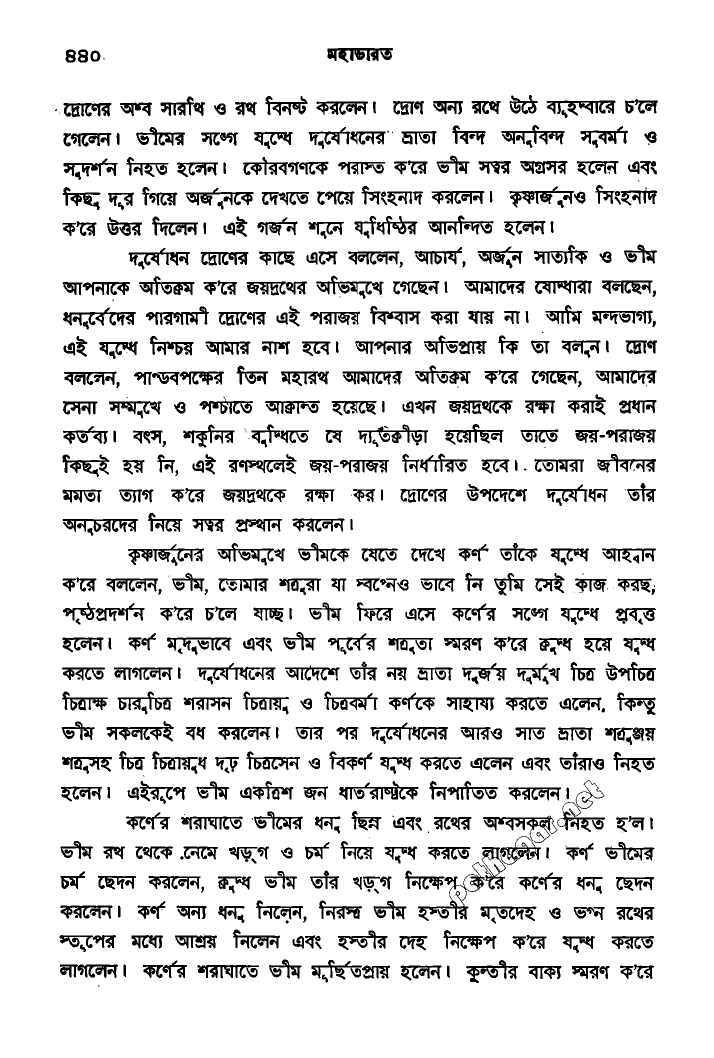 ৪৪০
মহাভারত
দ্রোণের অশ্ব সারথি ও রথ বিনষ্ট করলেন। দ্রোণ অন্য রথে উঠে ব্যূহদ্বারে চ'লে
গেলেন। ভীমের সঙ্গে যুদ্ধে দুর্যোধনের ভ্রাতা বিন্দ অনুবিন্দ সুবর্মা ও
সুদর্শন নিহত হলেন। কৌরবগণকে পরাস্ত ক'রে ভীম সত্বর অগ্রসর হলেন এবং
কিছু দূর গিয়ে অর্জুনকে দেখতে পেয়ে সিংহনাদ করলেন। কৃষ্ণার্জুনও সিংহনাদ
ক'রে উত্তর দিলেন। এই গর্জন শুনে যুধিষ্ঠির আনন্দিত হলেন।
দুর্যোধন দ্রোণের কাছে এসে বললেন, আচার্য, অর্জুন সাত্যকি ও ভীম
আপনাকে অতিক্রম ক'রে জয়দ্রথের অভিমুখে গেছেন। আমাদের যোদ্ধারা বলছেন,
ধনুর্বেদের পারগামী দ্রোণের এই পরাজয় বিশ্বাস করা যায় না। আমি মন্দভাগ্য,
এই যুদ্ধে নিশ্চয় আমার নাশ হবে। আপনার অভিপ্রায় কি তা বলুন। দ্রোণ
বললেন, পাণ্ডবপক্ষের তিন মহারথ আমাদের অতিক্রম ক'রে গেছেন, আমাদের
সেনা সম্মুখে ও পশ্চাতে আক্রান্ত হয়েছে। এখন জয়দ্রথকে রক্ষা করাই প্রধান
কর্তব্য। বৎস, শকুনির বুদ্ধিতে যে দ্যূতক্রীড়া হয়েছিল তাতে জয়-পরাজয়
কিছুই হয় নি, এই রণস্থলেই জয়-পরাজয় নির্ধারিত হবে। তোমরা জীবনের
মমতা ত্যাগ ক'রে জয়দ্রথকে রক্ষা কর। দ্রোণের উপদেশে দুর্যোধন তাঁর
অনুচরদের নিয়ে সত্বর প্রস্থান করলেন।
কৃষ্ণার্জুনের অভিমুখে ভীমকে যেতে দেখে কর্ণ তাঁকে যুদ্ধে আহ্বান
ক'রে বললেন, ভীম, তোমার শত্রুরা যা স্বপ্নেও ভাবে নি তুমি সেই কাজ করছ,
পৃষ্ঠপ্রদর্শন ক'রে চ'লে যাচ্ছ। ভীম ফিরে এসে কর্ণের সঙ্গে যুদ্ধে প্রবৃত্ত
হলেন। কর্ণ মৃদুভাবে এবং ভীম পূর্বের শত্রুতা স্মরণ ক'রে ক্রুদ্ধ হয়ে যুদ্ধ
করতে লাগলেন। দুর্যোধনের আদেশে তাঁর নয় ভ্রাতা দুর্জয় দুর্মুখ চিত্র উপচিত্র
চিত্রাক্ষ চারুচিত্র শরাসন চিত্রায়ু ও চিত্রবর্মা কর্ণকে সাহায্য করতে এলেন, কিন্তু
ভীম সকলকেই বধ করলেন। তার পর দুর্যোধনের আরও সাত ভ্রাতা শত্রুঞ্জয়
শত্রুসহ চিত্র চিত্রায়ুধ দৃঢ় চিত্রসেন ও বিকর্ণ যুদ্ধ করতে এলেন এবং তাঁরাও নিহত
হলেন। এইরূপে ভীম একত্রিশ জন ধার্তরাষ্ট্রকে নিপাতিত করলেন।
কর্ণের শরাঘাতে ভীমের ধনু ছিন্ন এবং রথের অশ্বসকল নিহত হ'ল।
ভীম রথ থেকে নেমে খড়্গ ও চর্ম নিয়ে যুদ্ধ করতে লাগলেন। কর্ণ ভীমের
চর্ম ছেদন করলেন, ক্রুদ্ধ ভীম তাঁর খড়্গ নিক্ষেপ ক'রে কর্ণের ধনু ছেদন
করলেন। কর্ণ অন্য ধনু নিলেন, নিরস্ত্র ভীম হস্তীর মৃতদেহ ও ভগ্ন রথের
স্তূপের মধ্যে আশ্রয় নিলেন এবং হস্তীর দেহ নিক্ষেপ ক'রে যুদ্ধ করতে
লাগলেন। কর্ণের শরাঘাতে ভীম মূর্ছিতপ্রায় হলেন। কুন্তীর বাক্য স্মরণ ক'রে